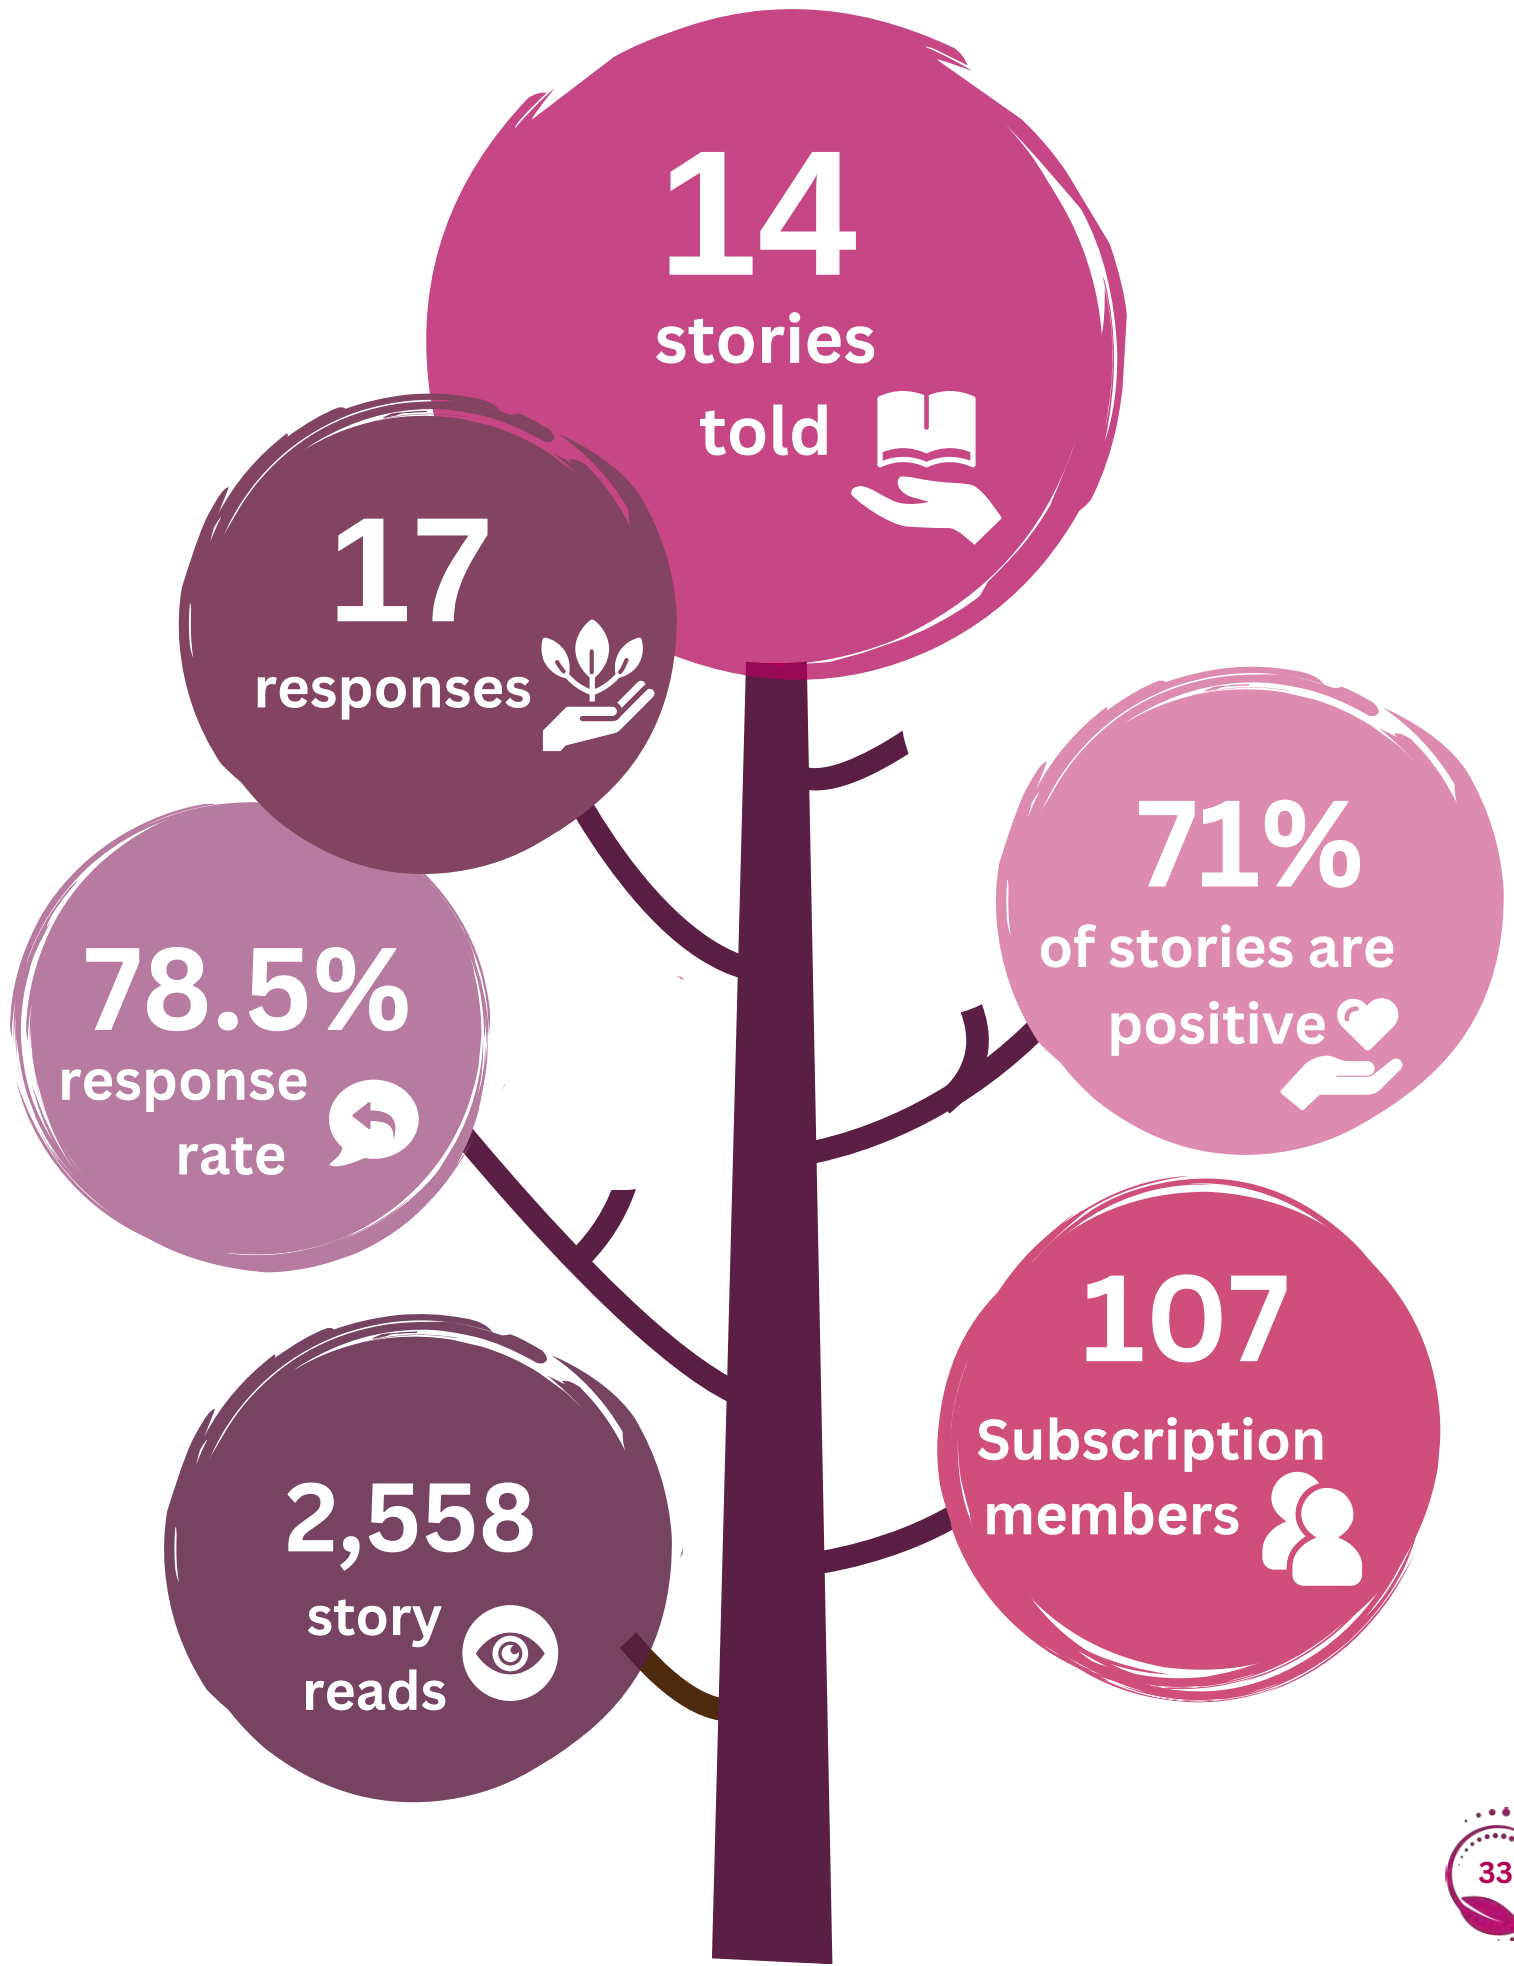 14
stories
told
17
responses
71%
of stories are
positive
78.5%
response
rate
107
Subscription
members
2,558
story
reads
33